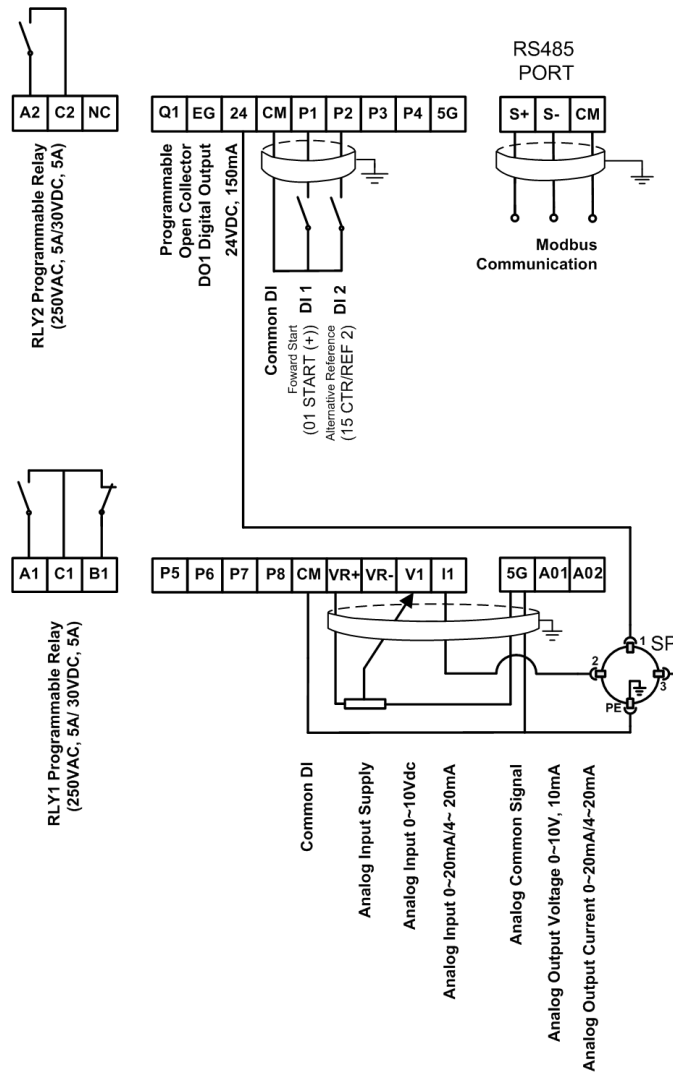 RS485
PORT
A2 C2 NC
Q1 EG 24 CM P1 P2 P3 P4 5G
S+ S- CM
RLY2 Programmable Relay
(250VAC, 5A/30VDC, 5A)
Programmable
Open Collector
DO1 Digital Output
24VDC, 150mA
Common DI
Foward Start
DI 1
(01 START (+))
Alternative Reference
DI 2
(15 CTR/REF 2)
Modbus
Communication
A1 C1 B1
P5 P6 P7 P8 CM VR+ VR- V1 I1
5G A01 A02
RLY1 Programmable Relay
(250VAC, 5A/ 30VDC, 5A)
1
2
3
PE
Common DI
Analog Input Supply
Analog Input 0~10Vdc
Analog Input 0~20mA/4~ 20mA
Analog Common Signal
Analog Output Voltage 0~10V, 10mA
Analog Output Current 0~20mA/4~20mA